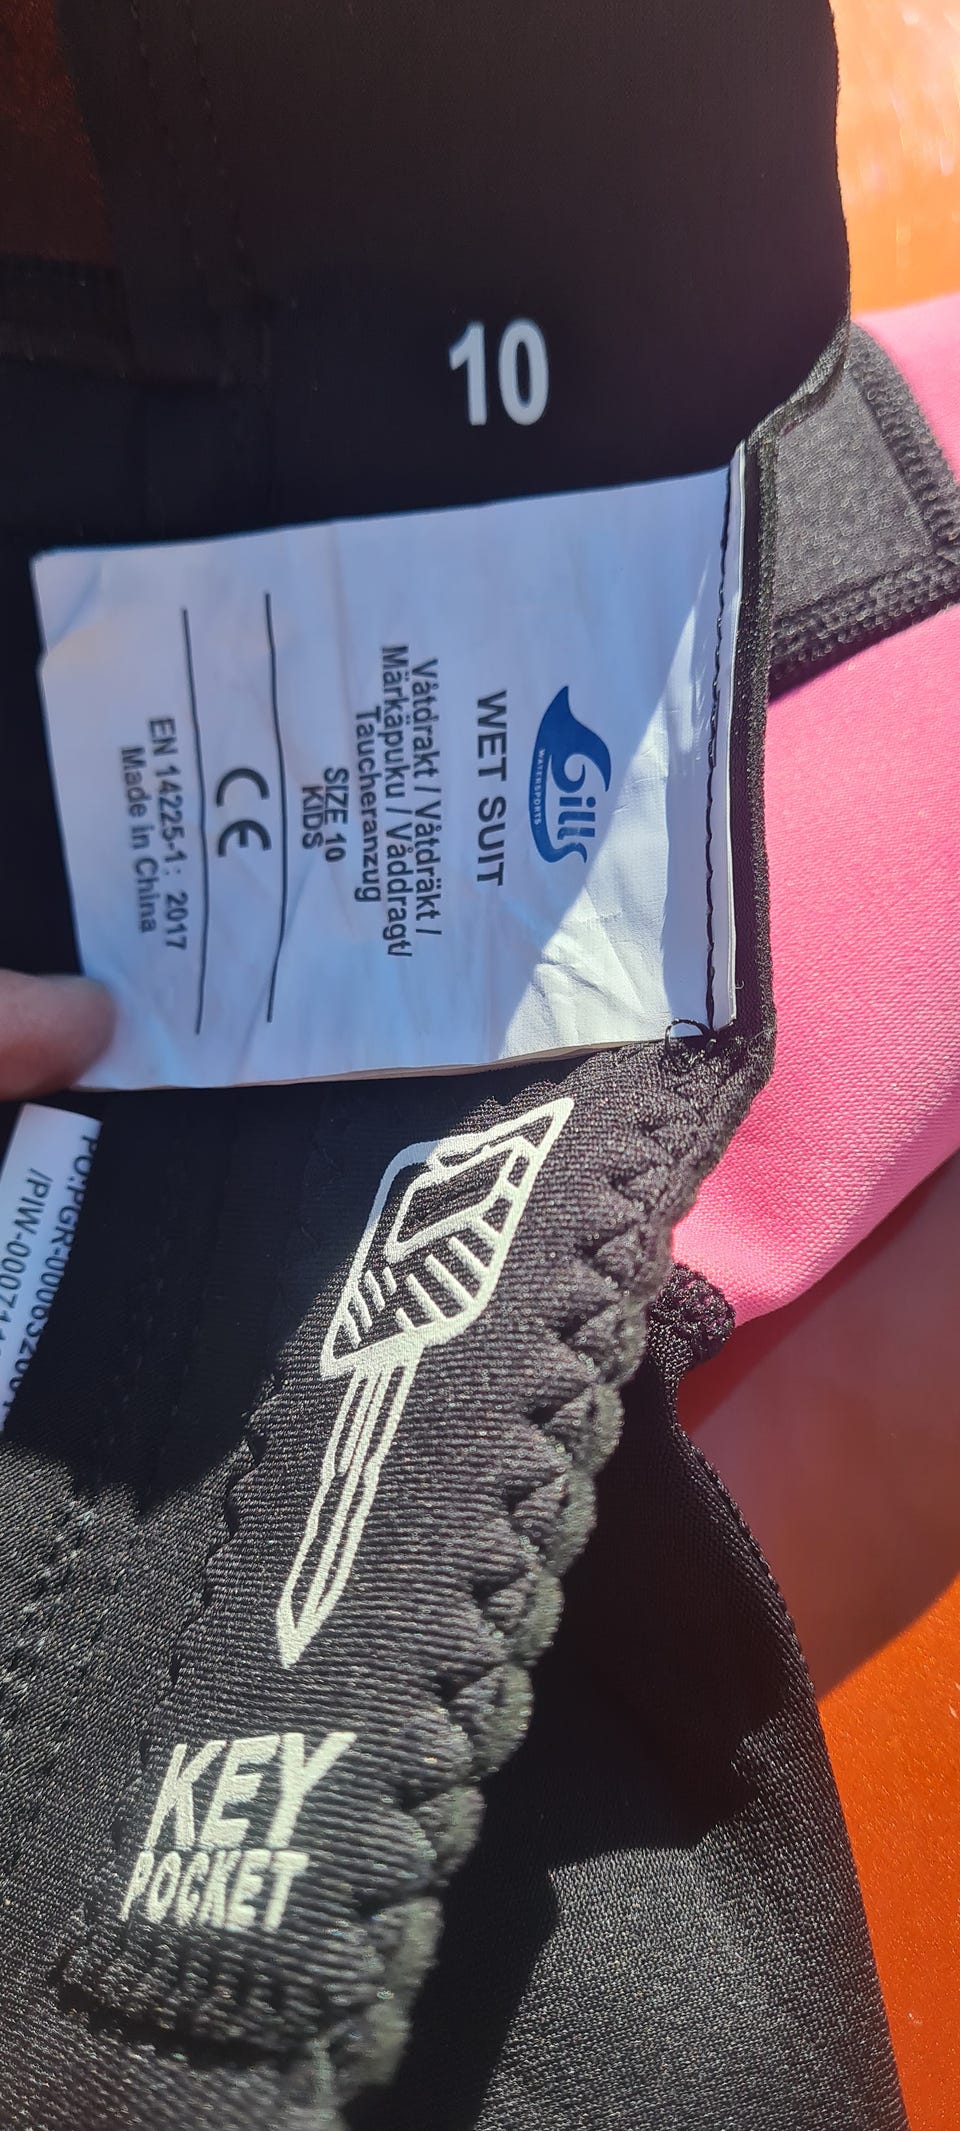 10
Gills
WATERSPORTS
WET SUIT
Våtdrakt / Våtdräkt /
Märkäpuku / Våddragt/
Taucheranzug
SIZE 10
KIDS
CE
EN 14225-1: 2017
Made in China
KEY
POCKET